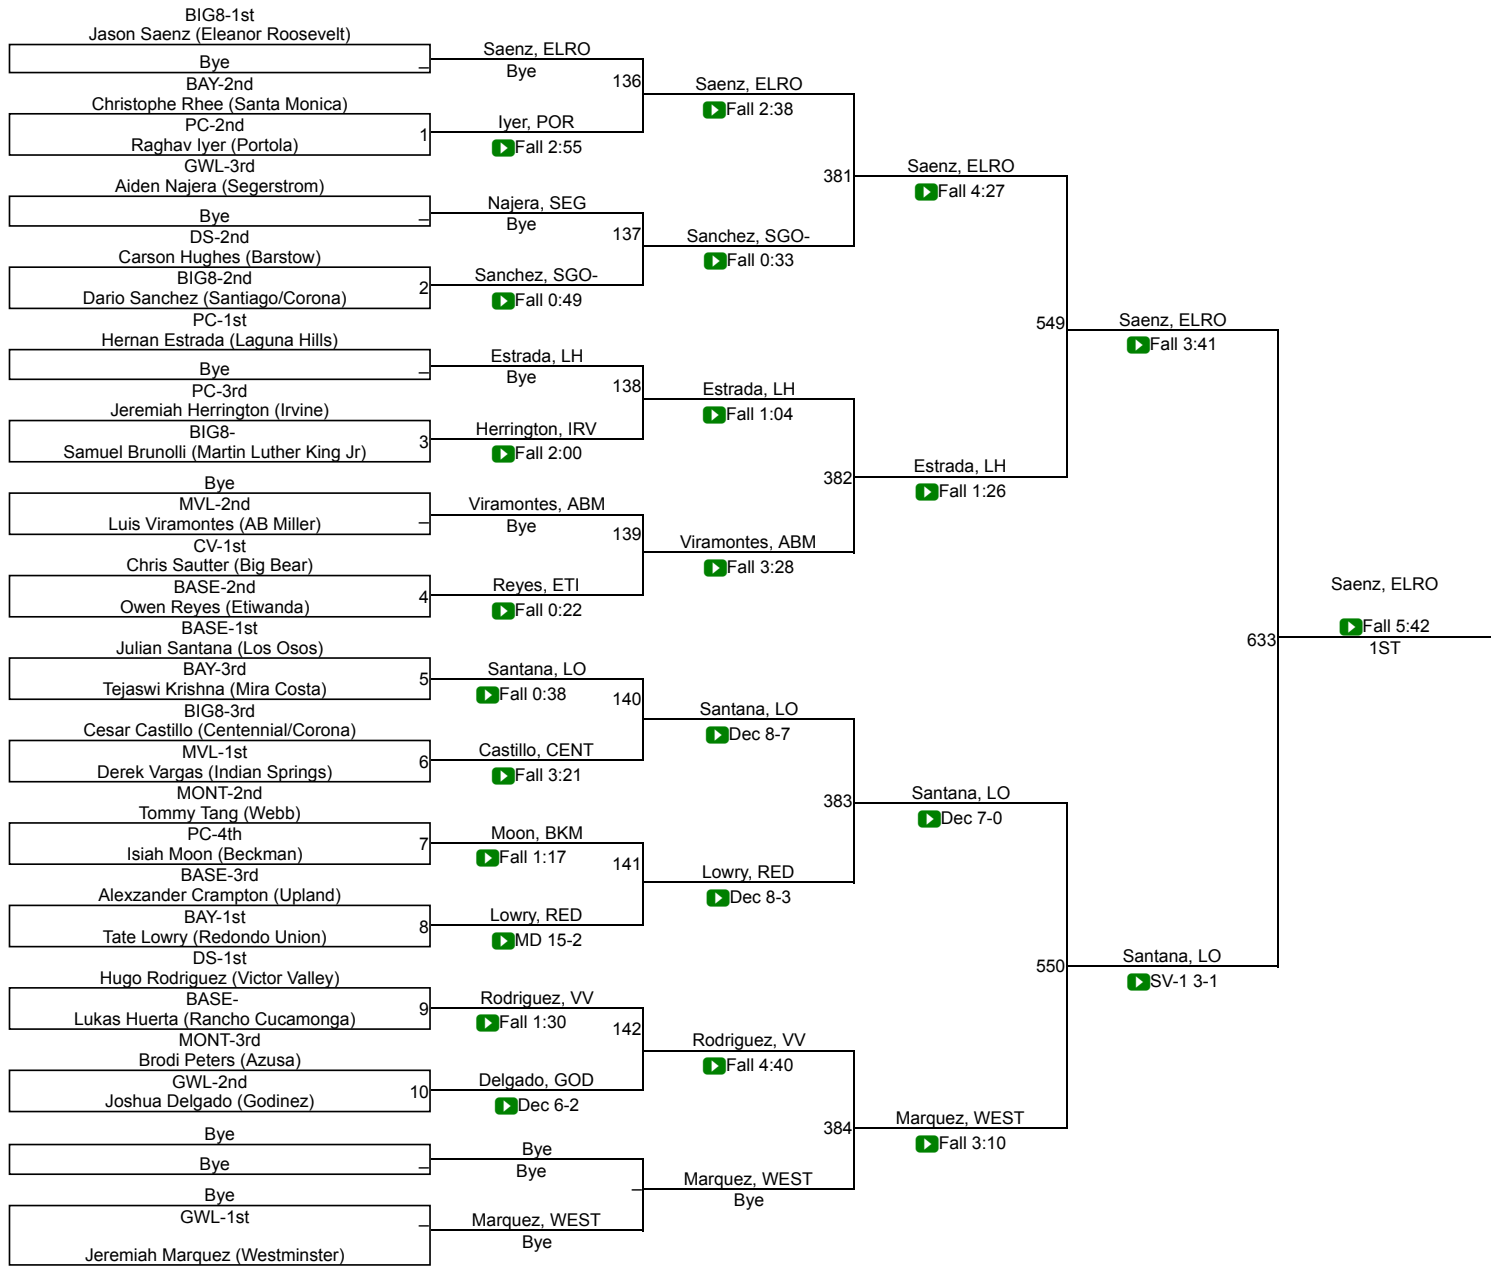 BIG8-1st
Jason Saenz (Eleanor Roosevelt)
Bye
_
BAY-2nd
Christophe Rhee (Santa Monica)
PC-2nd
1
Raghav Iyer (Portola)
GWL-3rd
Aiden Najera (Segerstrom)
Bye
_
DS-2nd
Carson Hughes (Barstow)
BIG8-2nd
2
Dario Sanchez (Santiago/Corona)
PC-1st
Hernan Estrada (Laguna Hills)
Bye
_
PC-3rd
Jeremiah Herrington (Irvine)
BIG8-
3
Samuel Brunolli (Martin Luther King Jr)
Bye
MVL-2nd
_
Luis Viramontes (AB Miller)
CV-1st
Chris Sautter (Big Bear)
BASE-2nd
4
Owen Reyes (Etiwanda)
BASE-1st
Julian Santana (Los Osos)
BAY-3rd
5
Tejaswi Krishna (Mira Costa)
BIG8-3rd
Cesar Castillo (Centennial/Corona)
MVL-1st
6
Derek Vargas (Indian Springs)
MONT-2nd
Tommy Tang (Webb)
PC-4th
7
Isiah Moon (Beckman)
BASE-3rd
Alexzander Crampton (Upland)
BAY-1st
8
Tate Lowry (Redondo Union)
DS-1st
Hugo Rodriguez (Victor Valley)
BASE-
9
Lukas Huerta (Rancho Cucamonga)
MONT-3rd
Brodi Peters (Azusa)
GWL-2nd
10
Joshua Delgado (Godinez)
Bye
Bye
_
Bye
GWL-1st
_
Jeremiah Marquez (Westminster)
Saenz, ELRO
Bye
136
Iyer, POR
Fall 2:55
Najera, SEG
Bye
137
Sanchez, SGO-
Fall 0:49
Estrada, LH
Bye
138
Herrington, IRV
Fall 2:00
Viramontes, ABM
Bye
139
Reyes, ETI
Fall 0:22
Santana, LO
Fall 0:38
140
Castillo, CENT
Fall 3:21
Moon, BKM
Fall 1:17
141
Lowry, RED
MD 15-2
Rodriguez, VV
Fall 1:30
142
Delgado, GOD
Dec 6-2
Bye
Bye
_
Marquez, WEST
Bye
Saenz, ELRO
Fall 2:38
381
Sanchez, SGO-
Fall 0:33
Estrada, LH
Fall 1:04
382
Viramontes, ABM
Fall 3:28
Santana, LO
Dec 8-7
383
Lowry, RED
Dec 8-3
Rodriguez, VV
Fall 4:40
384
Marquez, WEST
Bye
Saenz, ELRO
Fall 4:27
549
Estrada, LH
Fall 1:26
Santana, LO
Dec 7-0
550
Marquez, WEST
Fall 3:10
Saenz, ELRO
Fall 3:41
633
Santana, LO
SV-1 3-1
Saenz, ELRO
Fall 5:42
1ST